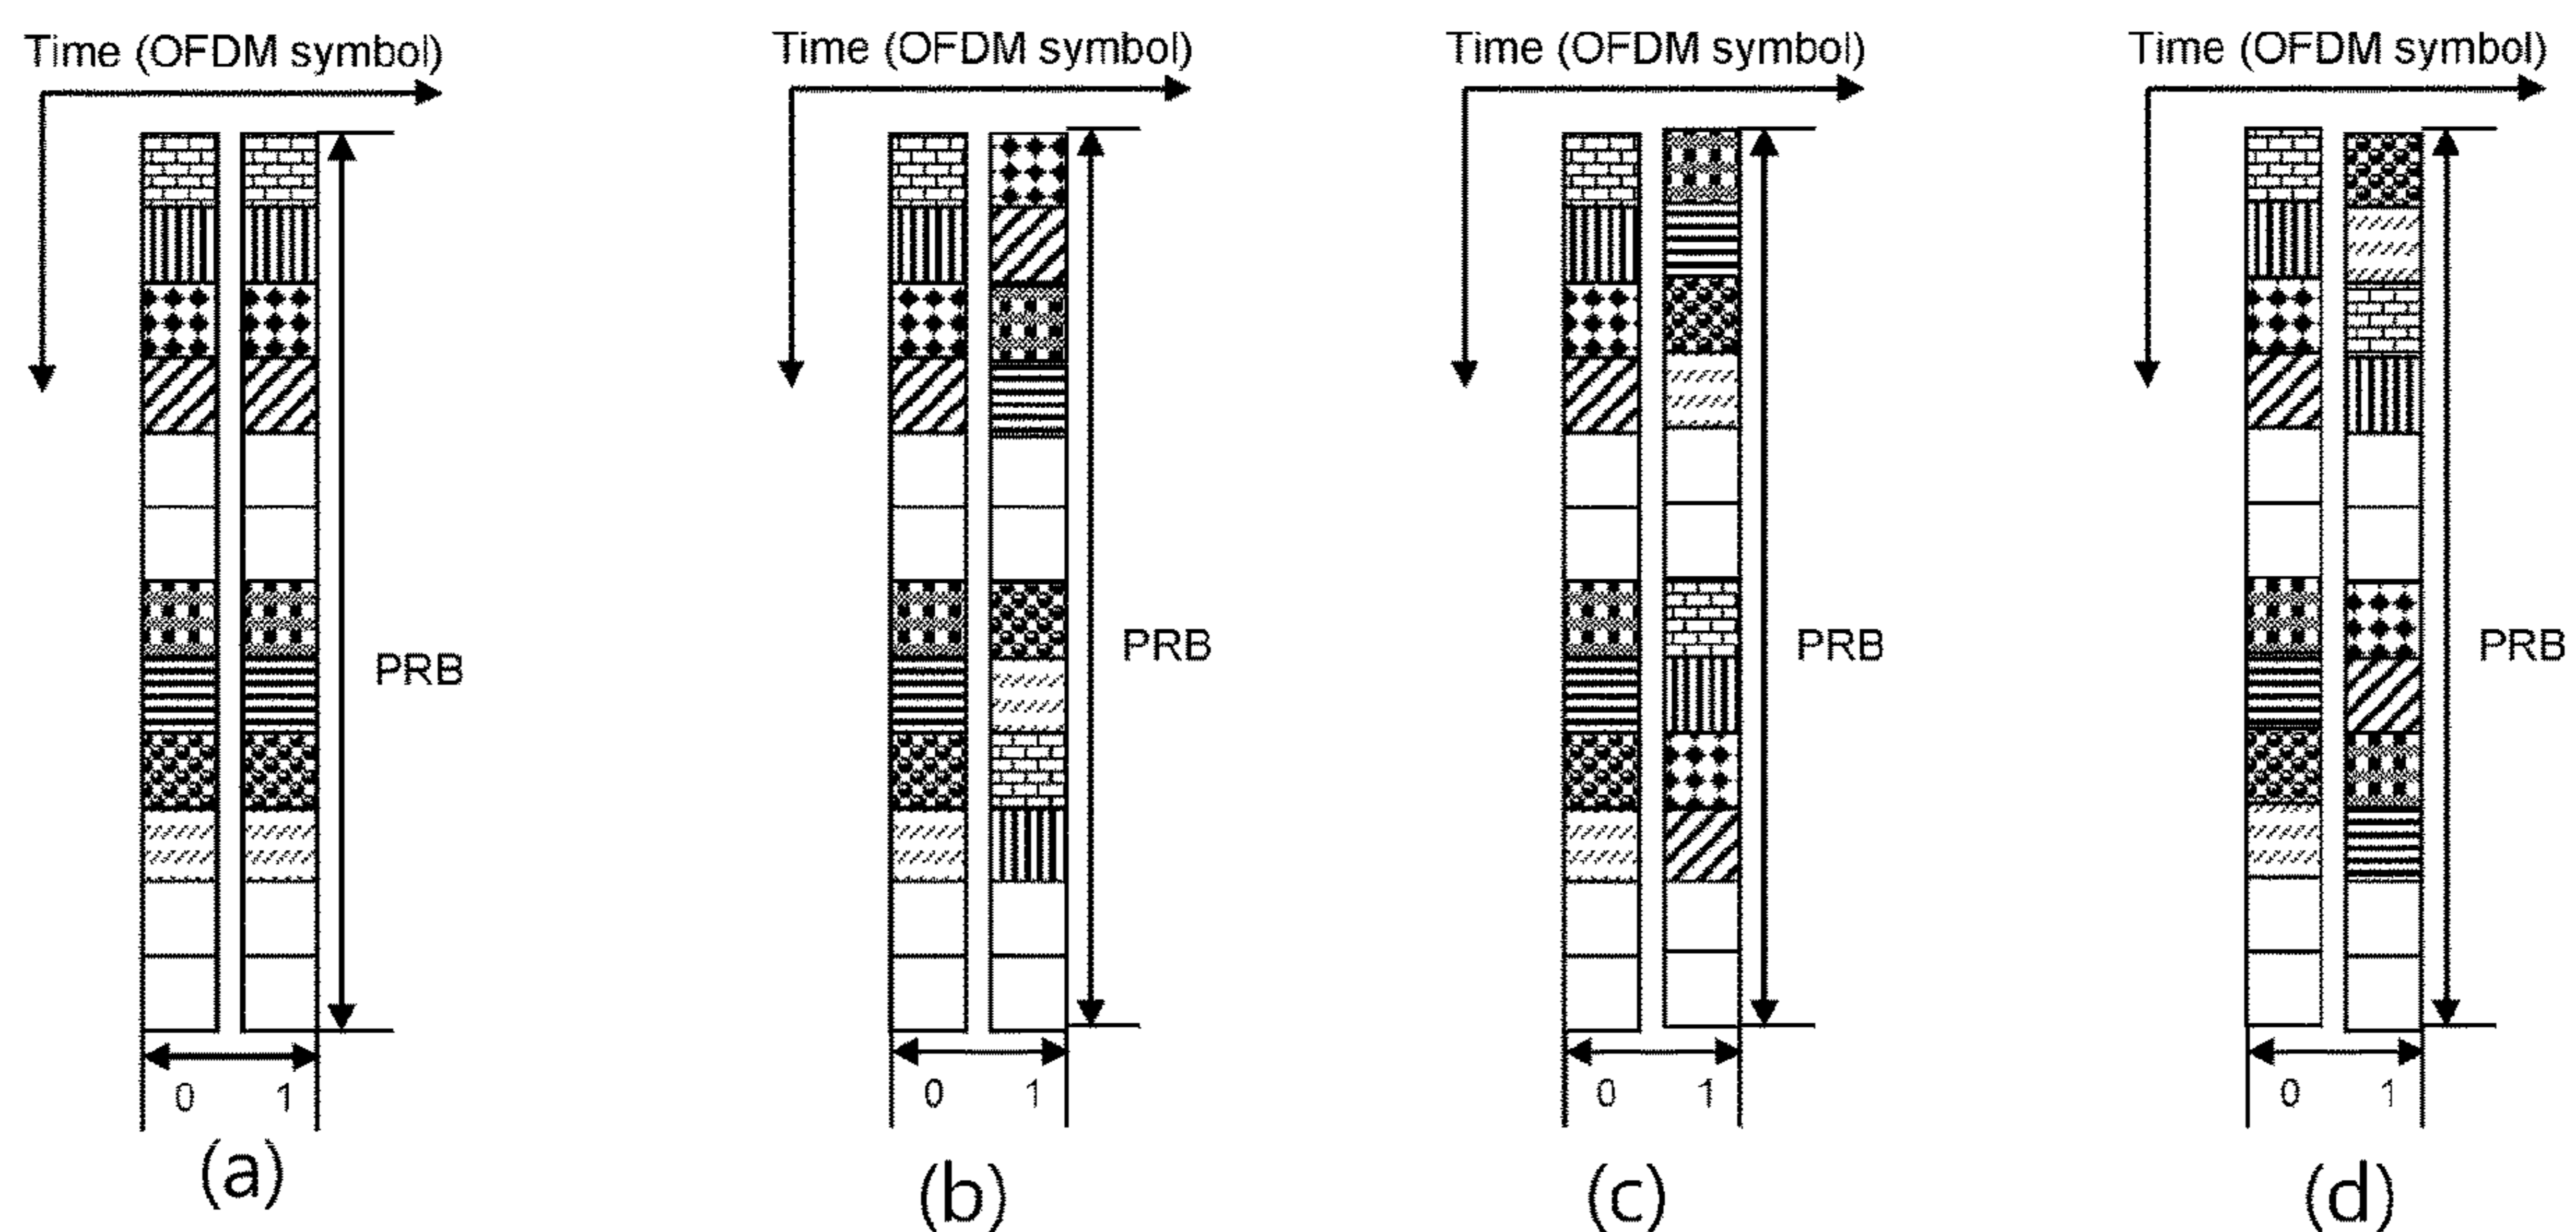 Time (OFDM symbol)
PRB
0 1
(a)
Time (OFDM symbol)
PRB
0 1
(b)
Time (OFDM symbol)
PRB
0 1
(c)
Time (OFDM symbol)
PRB
0 1
(d)